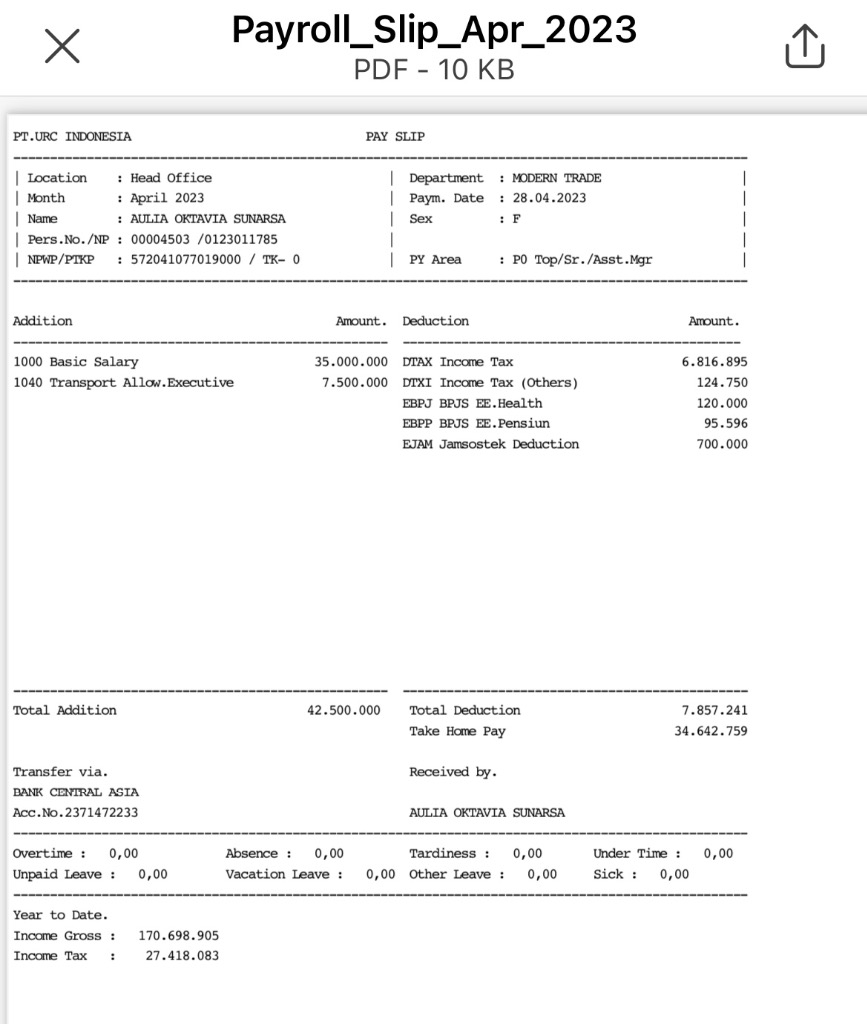 Payroll_Slip_Apr_2023
PDF - 10 KB
PT.URC INDONESIA PAY SLIP
| Location : Head Office | Department : MODERN TRADE |
| Month : April 2023 | Paym. Date : 28.04.2023 |
| Name : AULIA OKTAVIA SUNARSA | Sex : F |
| Pers.No./NP : 00004503 /0123011785 | |
| NPWP/PTKP : 572041077019000 / TK- 0 | PY Area : P0 Top/Sr./Asst.Mgr |
Addition Amount. Deduction Amount.
1000 Basic Salary 35.000.000 DTAX Income Tax 6.816.895
1040 Transport Allow.Executive 7.500.000 DTXI Income Tax (Others) 124.750
EBPJ BPJS EE.Health 120.000
EBPP BPJS EE.Pensiun 95.596
EJAM Jamsostek Deduction 700.000
Total Addition 42.500.000 Total Deduction 7.857.241
Take Home Pay 34.642.759
Transfer via. Received by.
BANK CENTRAL ASIA
Acc.No.2371472233 AULIA OKTAVIA SUNARSA
Overtime : 0,00 Absence : 0,00 Tardiness : 0,00 Under Time : 0,00
Unpaid Leave : 0,00 Vacation Leave : 0,00 Other Leave : 0,00 Sick : 0,00
Year to Date.
Income Gross : 170.698.905
Income Tax : 27.418.083